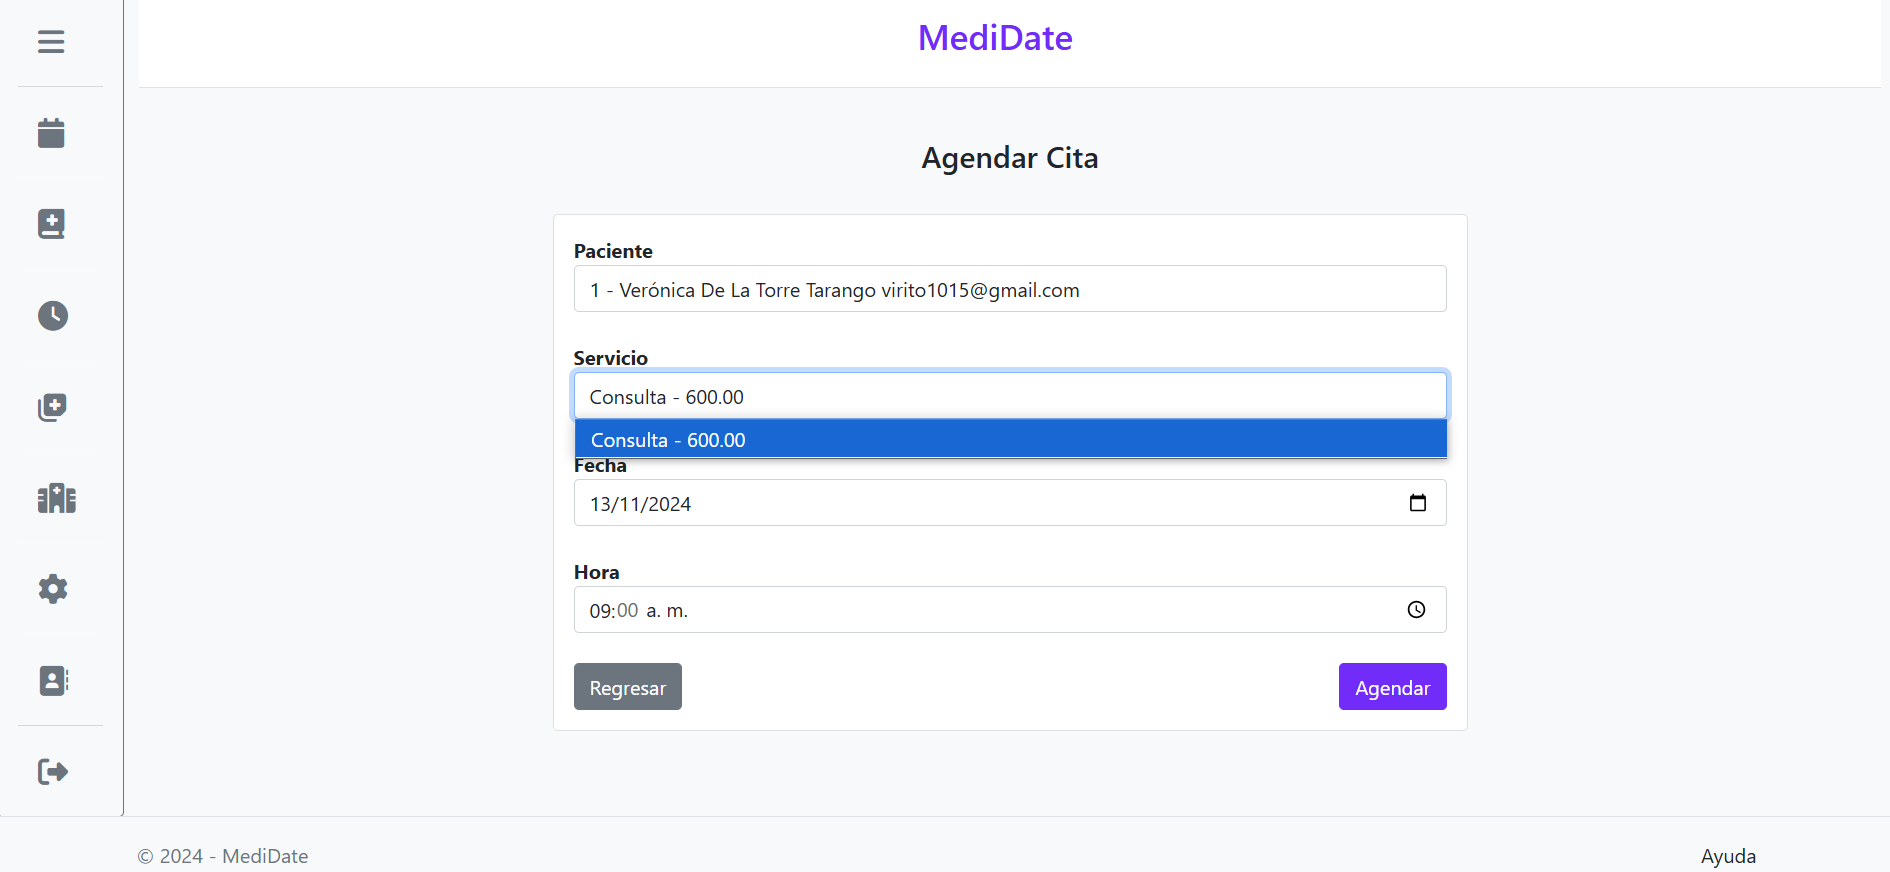 MediDate
Agendar Cita
Paciente
1 - Verónica De La Torre Tarango virito1015@gmail.com
Servicio
Consulta - 600.00
Consulta - 600.00
Fecha
13/11/2024
Hora
09:00 a. m.
Regresar
Agendar
© 2024 - MediDate
Ayuda